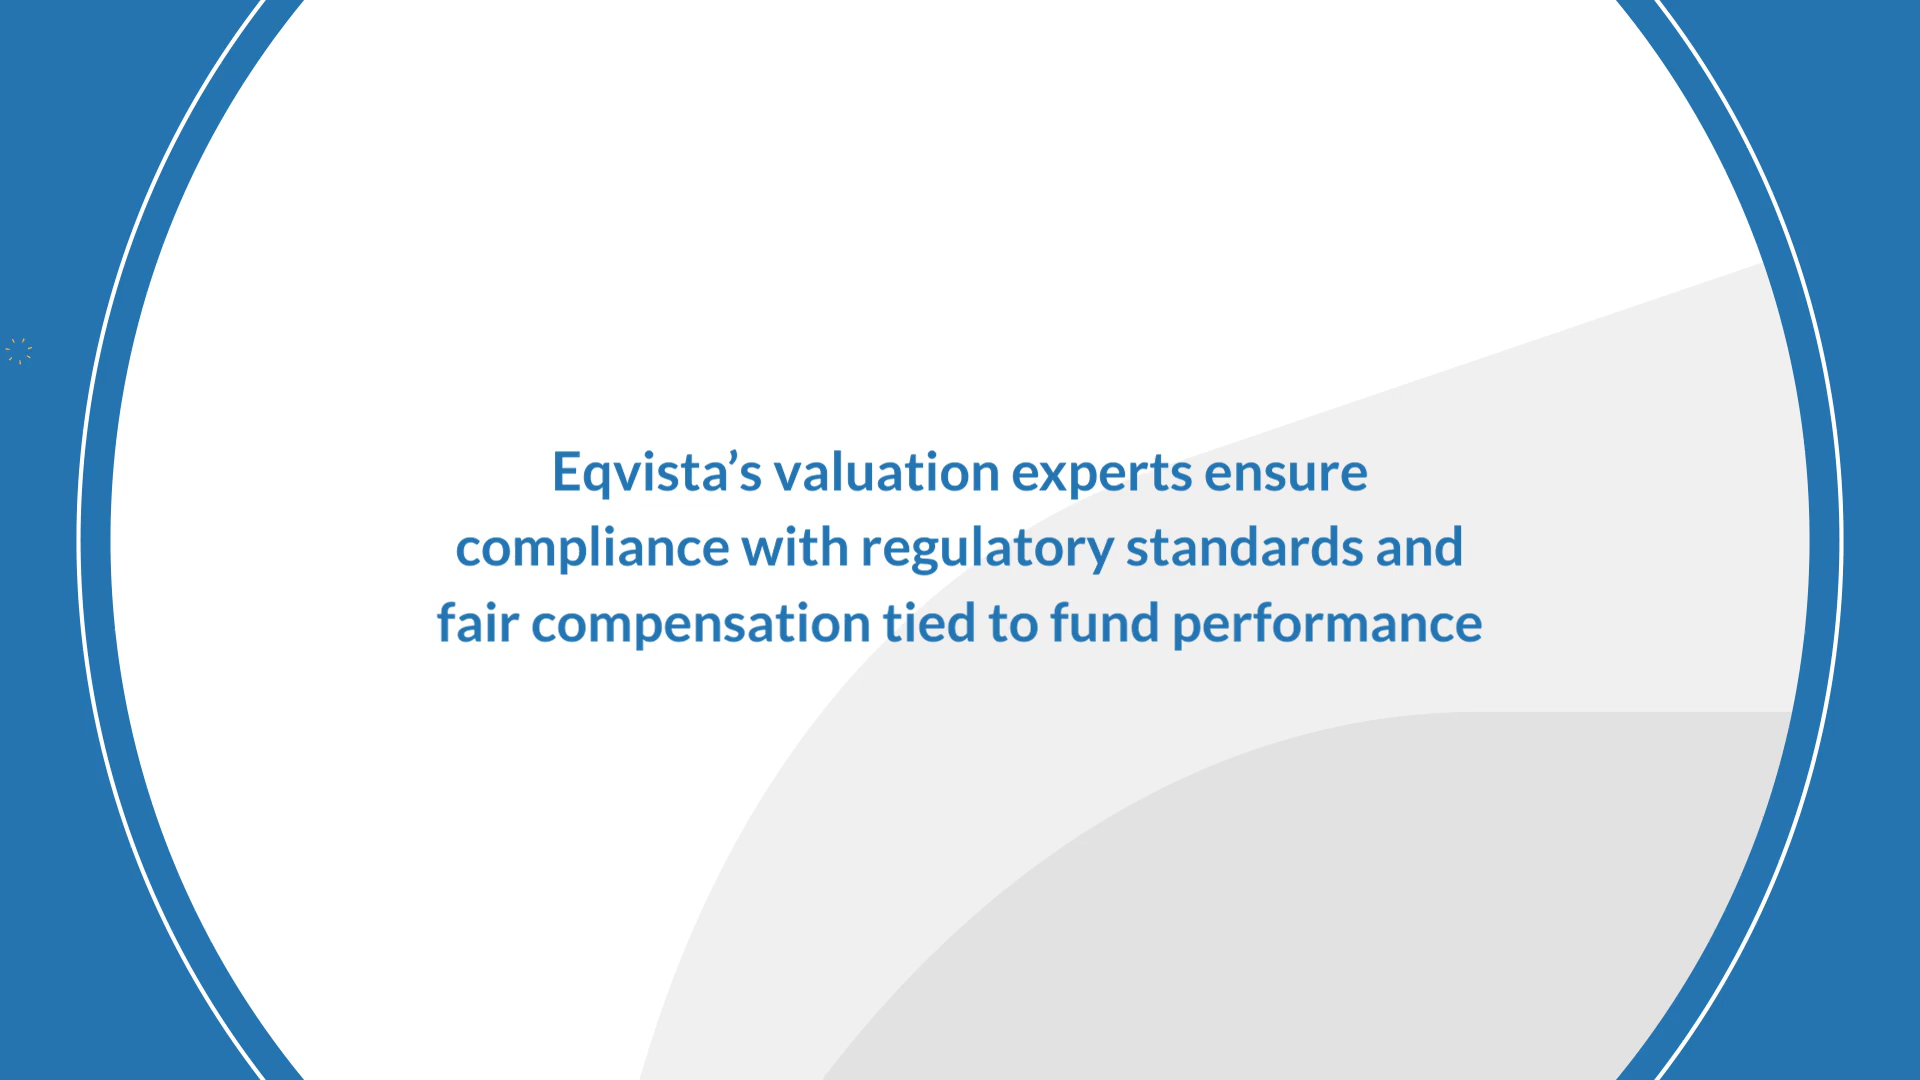 Eqvista’s valuation experts ensure
compliance with regulatory standards and
fair compensation tied to fund performance